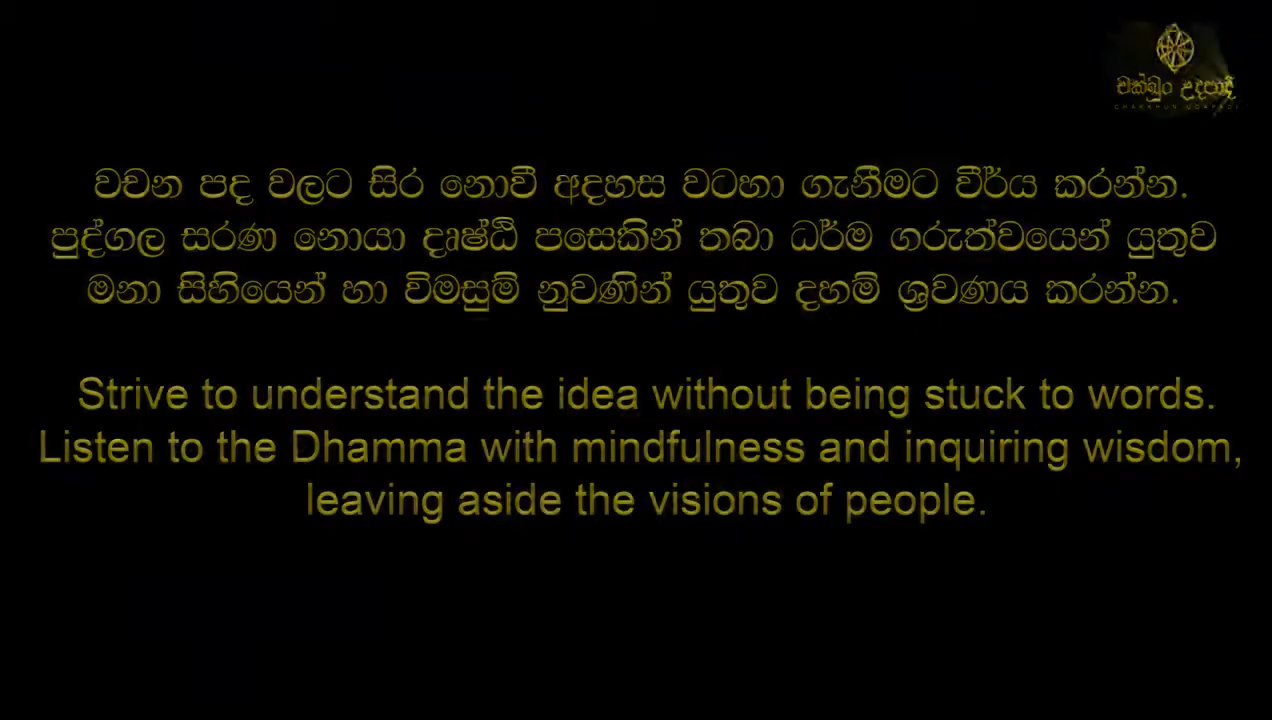 චක්ඛුං උදපාදී
CHAKKHUN UDAPADI
වචන පද වලට සිර නොවී අදහස වටහා ගැනීමට වීර්ය කරන්න.
පුද්ගල සරණ නොයා දෘෂ්ඨි පසෙකින් තබා ධර්ම ගරුත්වයෙන් යුතුව
මනා සිහියෙන් හා විමසුම් නුවණින් යුතුව දහම් ශ්‍රවණය කරන්න.
Strive to understand the idea without being stuck to words.
Listen to the Dhamma with mindfulness and inquiring wisdom,
leaving aside the visions of people.